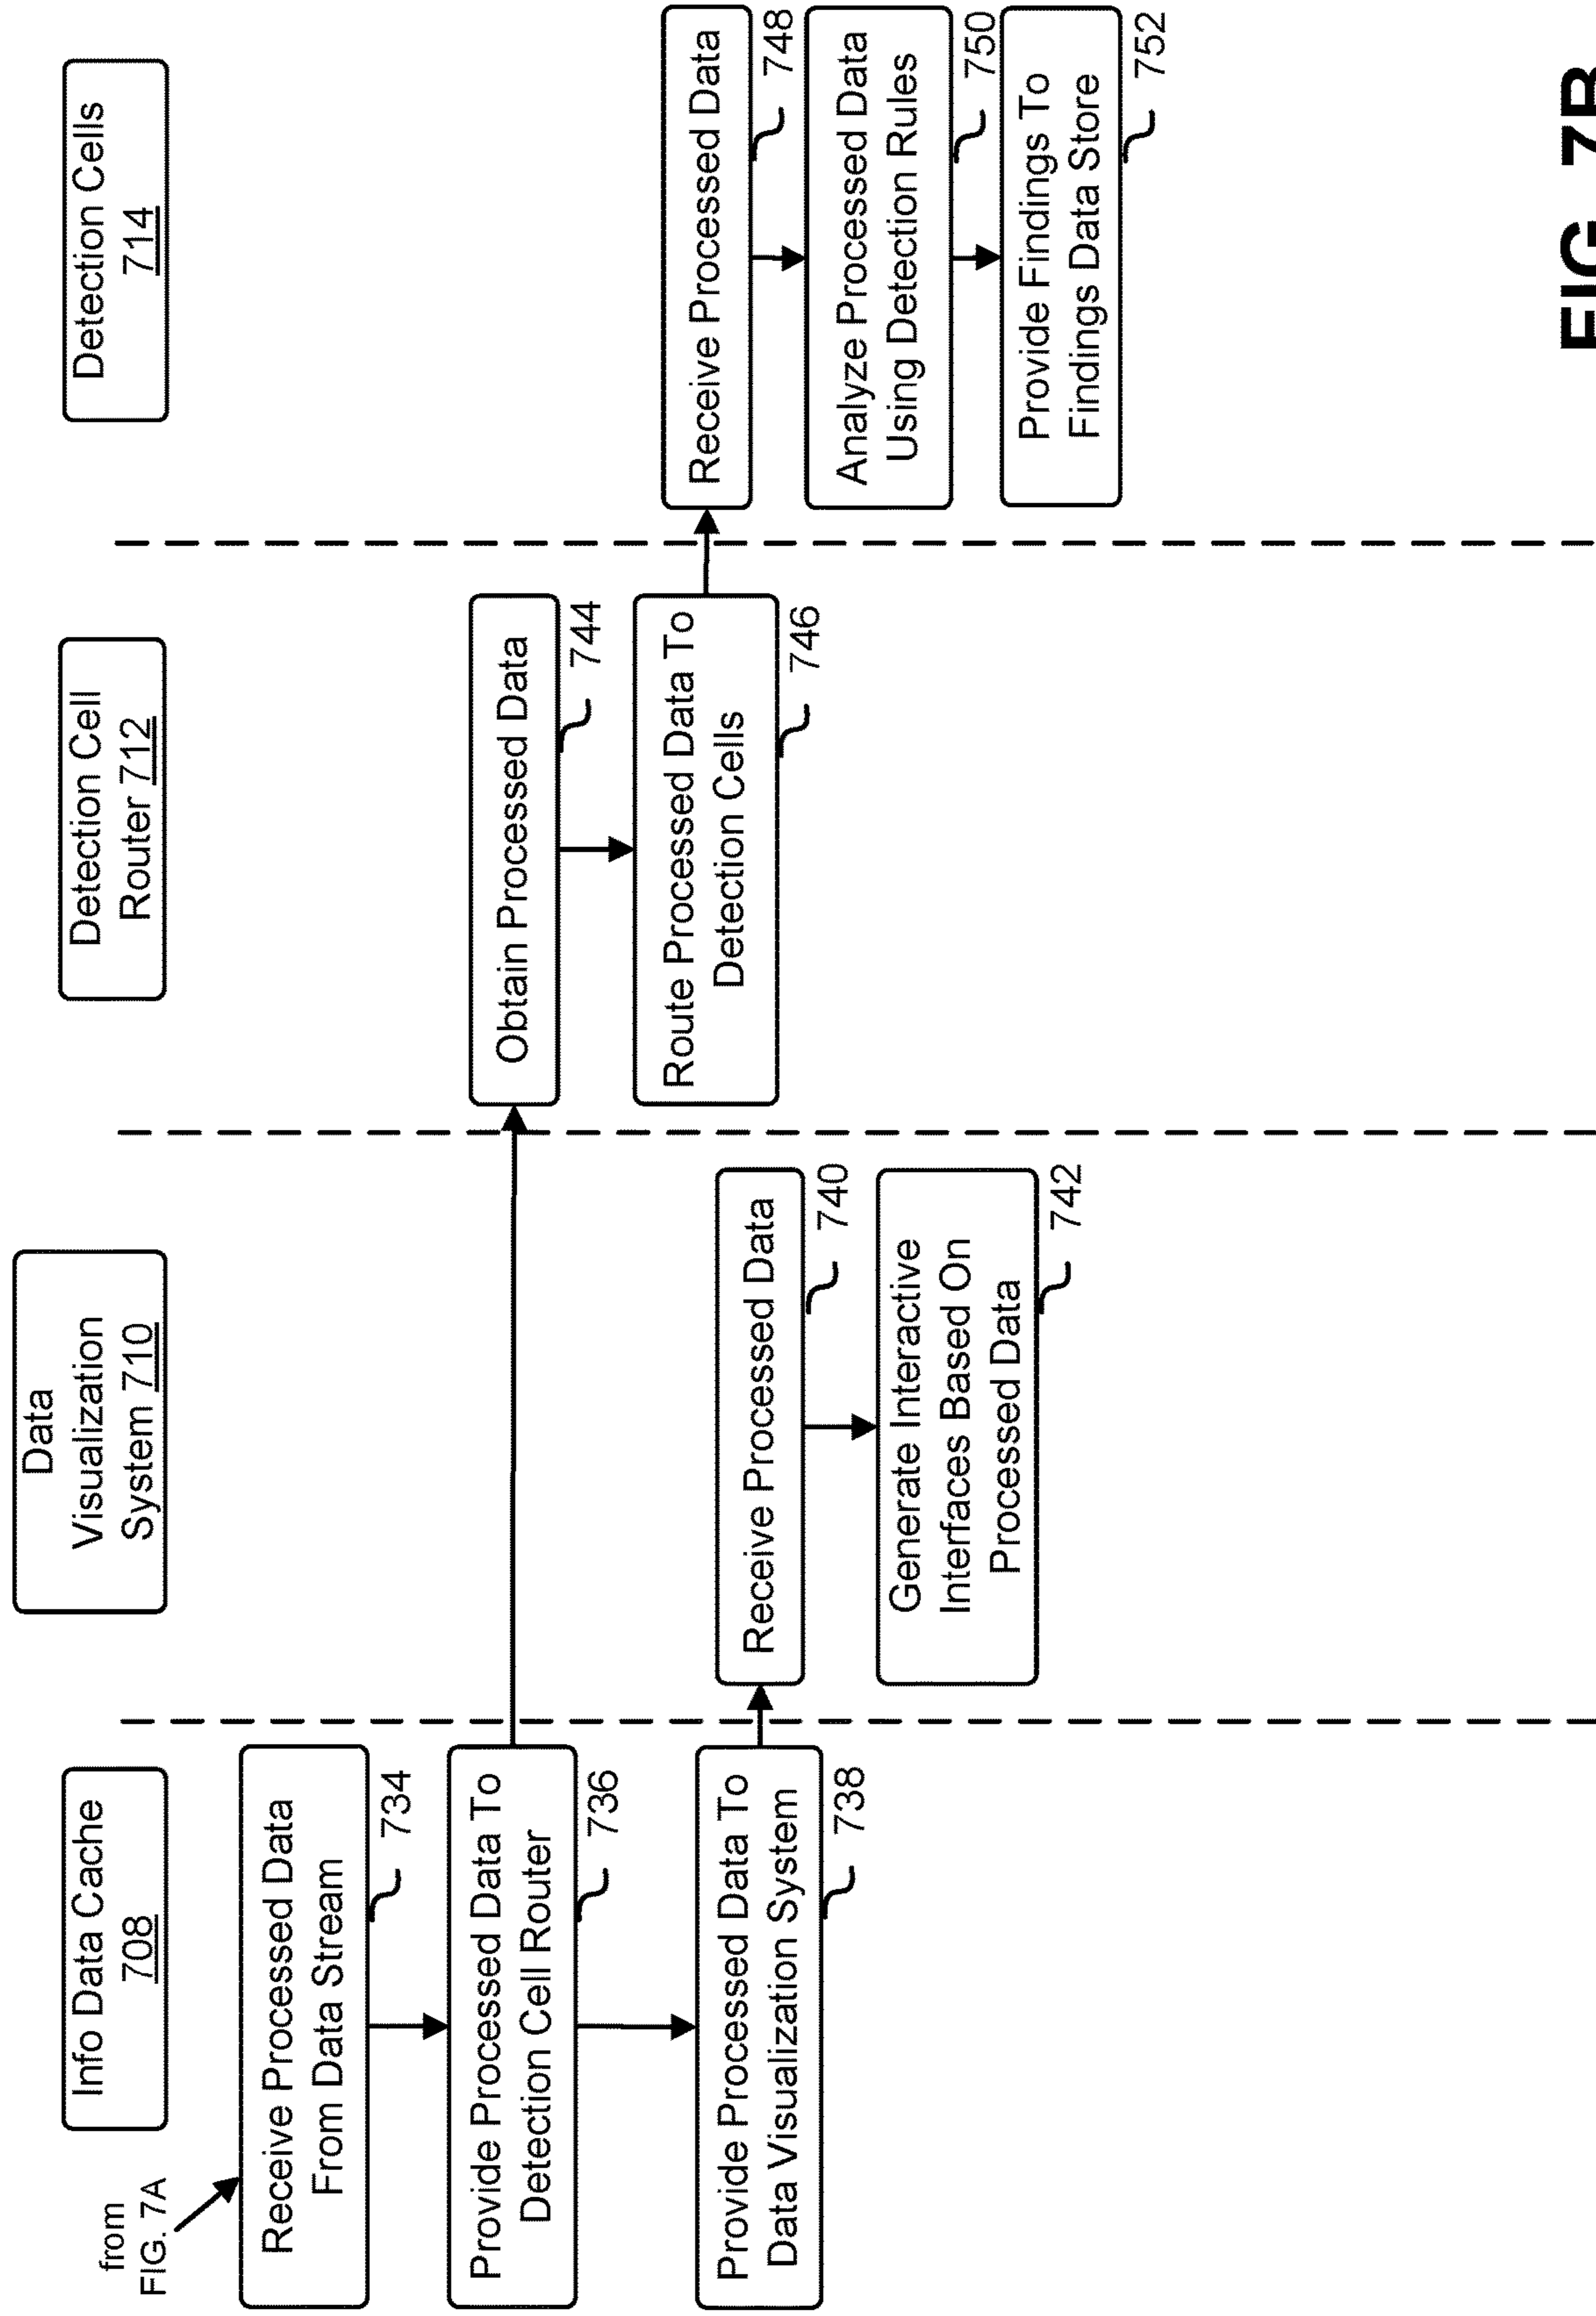 Info Data Cache
708
Data
Visualization
System 710
Detection Cell
Router 712
Detection Cells
714
from
FIG. 7A
Receive Processed Data
From Data Stream
734
Provide Processed Data To
Detection Cell Router
736
Provide Processed Data To
Data Visualization System
738
Receive Processed Data
740
Generate Interactive
Interfaces Based On
Processed Data
742
Obtain Processed Data
744
Route Processed Data To
Detection Cells
746
Receive Processed Data
748
Analyze Processed Data
Using Detection Rules
750
Provide Findings To
Findings Data Store
752
FIG. 7B